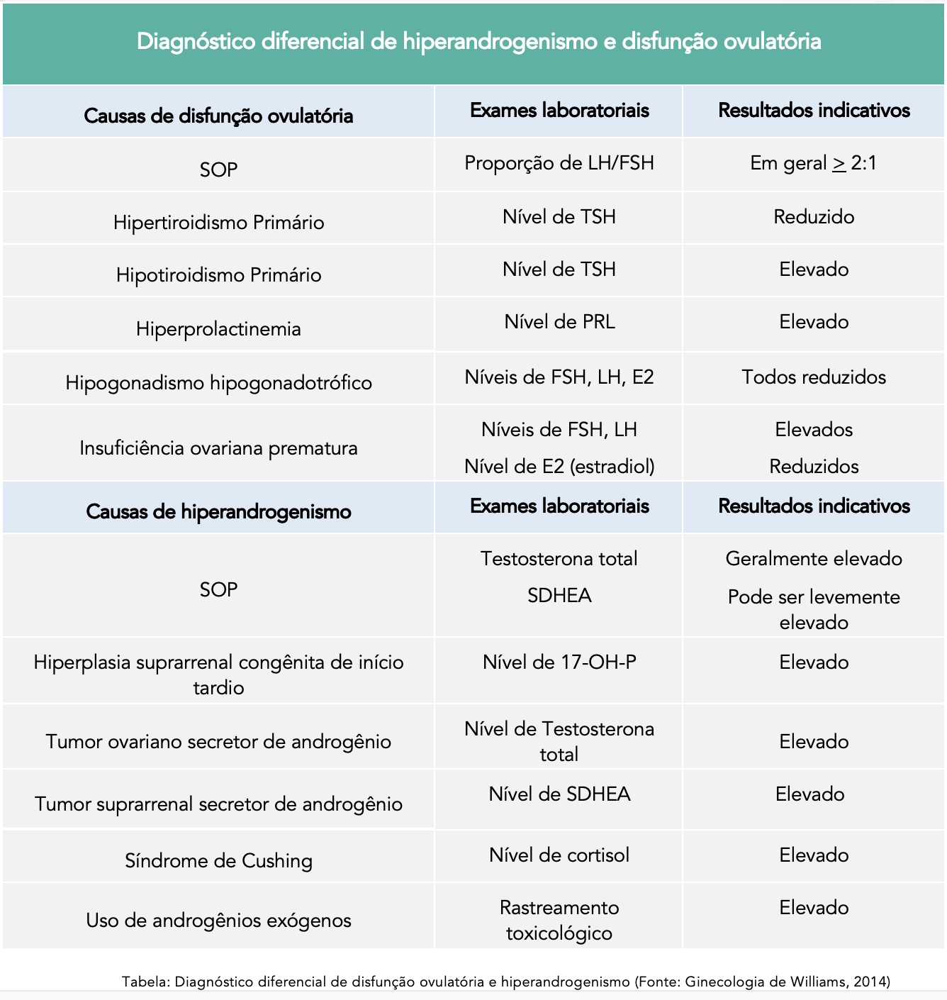 Diagnóstico diferencial de hiperandrogenismo e disfunção ovulatória
Causas de disfunção ovulatória
Exames laboratoriais
Resultados indicativos
SOP
Proporção de LH/FSH
Em geral ≥ 2:1
Hipertiroidismo Primário
Nível de TSH
Reduzido
Hipotiroidismo Primário
Nível de TSH
Elevado
Hiperprolactinemia
Nível de PRL
Elevado
Hipogonadismo hipogonadotrófico
Níveis de FSH, LH, E2
Todos reduzidos
Insuficiência ovariana prematura
Níveis de FSH, LH
Elevados
Nível de E2 (estradiol)
Reduzidos
Causas de hiperandrogenismo
Exames laboratoriais
Resultados indicativos
SOP
Testosterona total
Geralmente elevado
SDHEA
Pode ser levemente
elevado
Hiperplasia suprarrenal congênita de início
tardio
Nível de 17-OH-P
Elevado
Tumor ovariano secretor de androgênio
Nível de Testosterona
total
Elevado
Tumor suprarrenal secretor de androgênio
Nível de SDHEA
Elevado
Síndrome de Cushing
Nível de cortisol
Elevado
Uso de androgênios exógenos
Rastreamento
toxicológico
Elevado
Tabela: Diagnóstico diferencial de disfunção ovulatória e hiperandrogenismo (Fonte: Ginecologia de Williams, 2014)